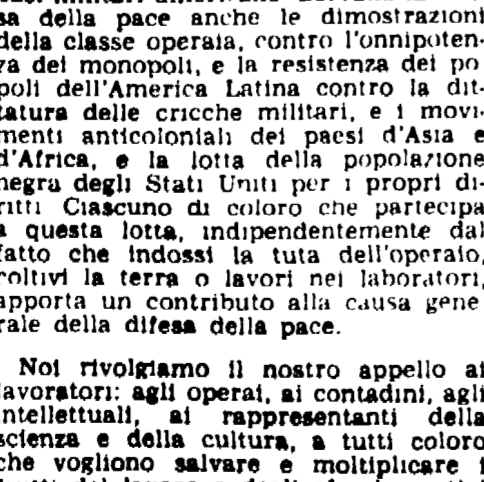 sa della pace anche le dimostrazioni
della classe operaia, contro l'onnipoten-
za dei monopoli, e la resistenza dei po
poli dell'America Latina contro la dit-
tatura delle cricche militari, e i movi-
menti anticoloniali dei paesi d'Asia e
d'Africa, e la lotta della popolazione
negra degli Stati Uniti per i propri di-
ritti Ciascuno di coloro che partecipa
a questa lotta, indipendentemente dal
fatto che indossi la tuta dell'operaio,
coltivi la terra o lavori nei laboratori,
apporta un contributo alla causa gene
rale della difesa della pace.
Noi rivolgiamo il nostro appello ai
lavoratori: agli operai, ai contadini, agli
intellettuali, ai rappresentanti della
scienza e della cultura, a tutti coloro
che vogliono salvare e moltiplicare i